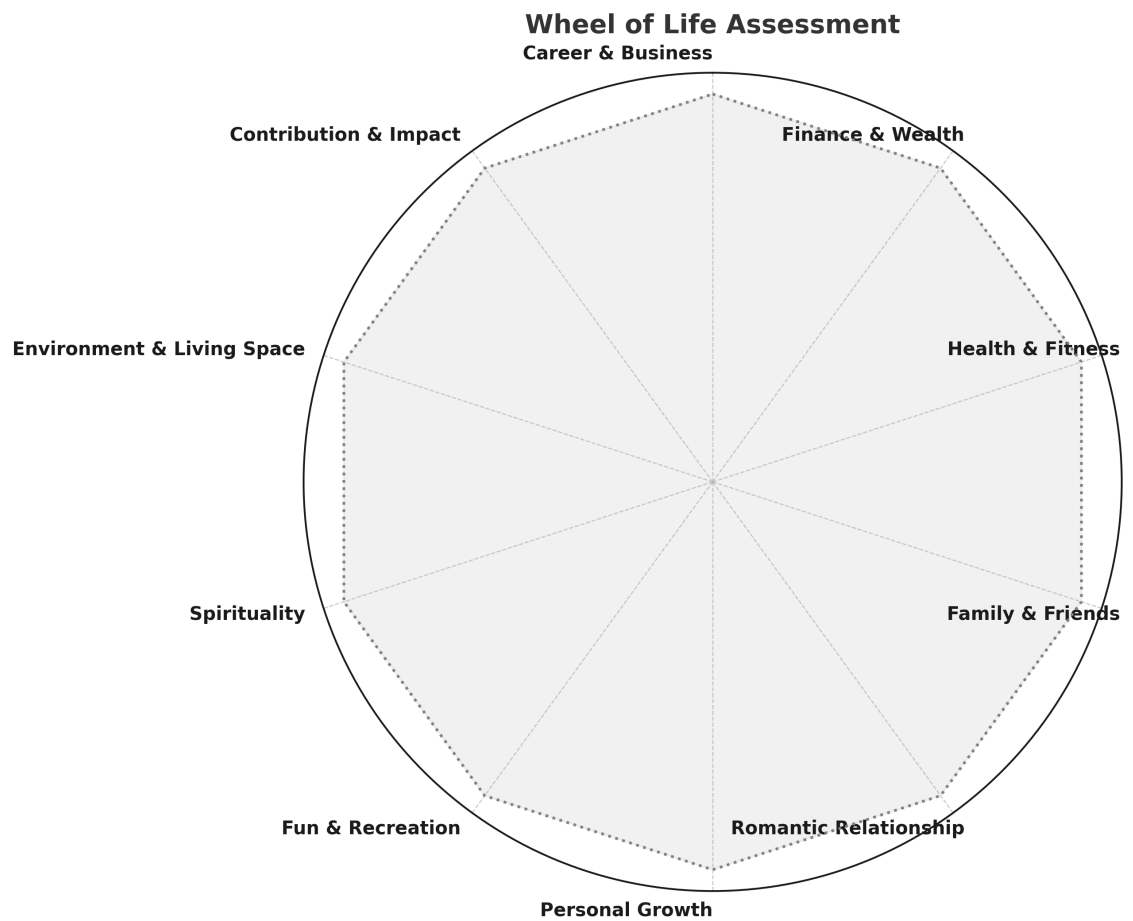 Wheel of Life Assessment
Career & Business
Contribution & Impact
Finance & Wealth
Environment & Living Space
Health & Fitness
Spirituality
Family & Friends
Fun & Recreation
Romantic Relationship
Personal Growth